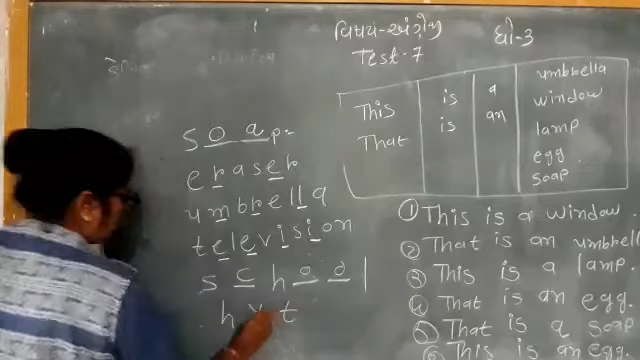 વિષય-અંગ્રેજી
ધો-3
Test-7
This is a umbrella
That is an window
lamp
egg
soap
soap
eraser
umbrella
television
school
h t
① This is a window.
② That is an umbrella
③ This is a lamp.
④ That is an egg.
⑤ That is a soap
⑥ This is an egg.